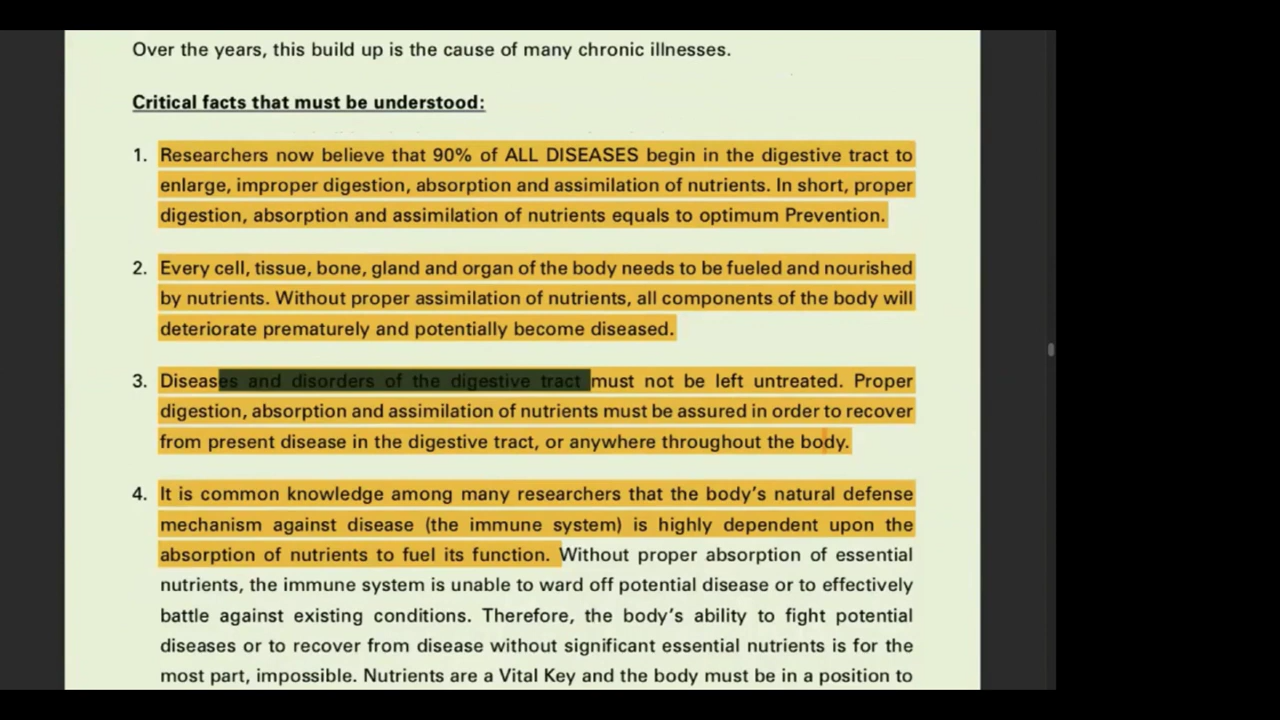 Over the years, this build up is the cause of many chronic illnesses.
Critical facts that must be understood:
1. Researchers now believe that 90% of ALL DISEASES begin in the digestive tract to
enlarge, improper digestion, absorption and assimilation of nutrients. In short, proper
digestion, absorption and assimilation of nutrients equals to optimum Prevention.
2. Every cell, tissue, bone, gland and organ of the body needs to be fueled and nourished
by nutrients. Without proper assimilation of nutrients, all components of the body will
deteriorate prematurely and potentially become diseased.
3. Diseases and disorders of the digestive tract must not be left untreated. Proper
digestion, absorption and assimilation of nutrients must be assured in order to recover
from present disease in the digestive tract, or anywhere throughout the body.
4. It is common knowledge among many researchers that the body's natural defense
mechanism against disease (the immune system) is highly dependent upon the
absorption of nutrients to fuel its function. Without proper absorption of essential
nutrients, the immune system is unable to ward off potential disease or to effectively
battle against existing conditions. Therefore, the body's ability to fight potential
diseases or to recover from disease without significant essential nutrients is for the
most part, impossible. Nutrients are a Vital Key and the body must be in a position to